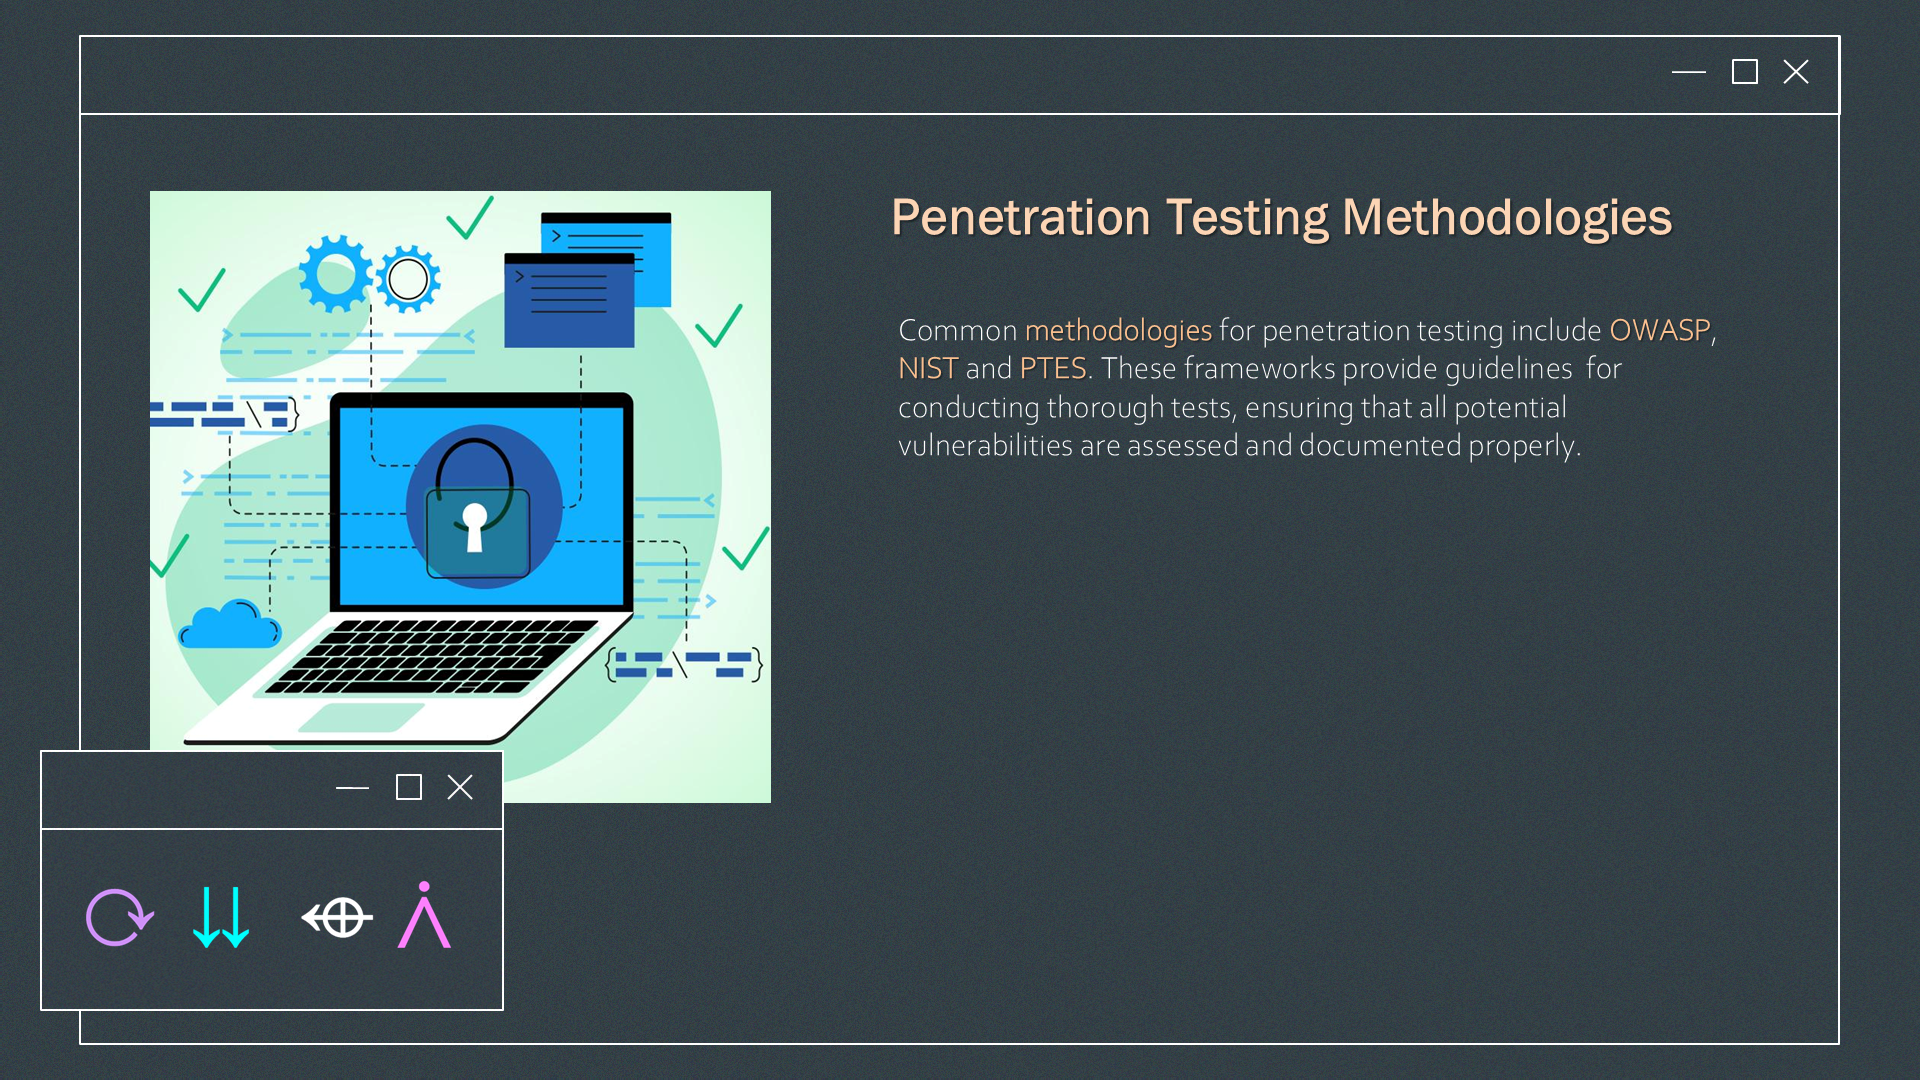 Penetration Testing Methodologies
Common methodologies for penetration testing include OWASP,
NIST and PTES. These frameworks provide guidelines  for
conducting thorough tests, ensuring that all potential
vulnerabilities are assessed and documented properly.